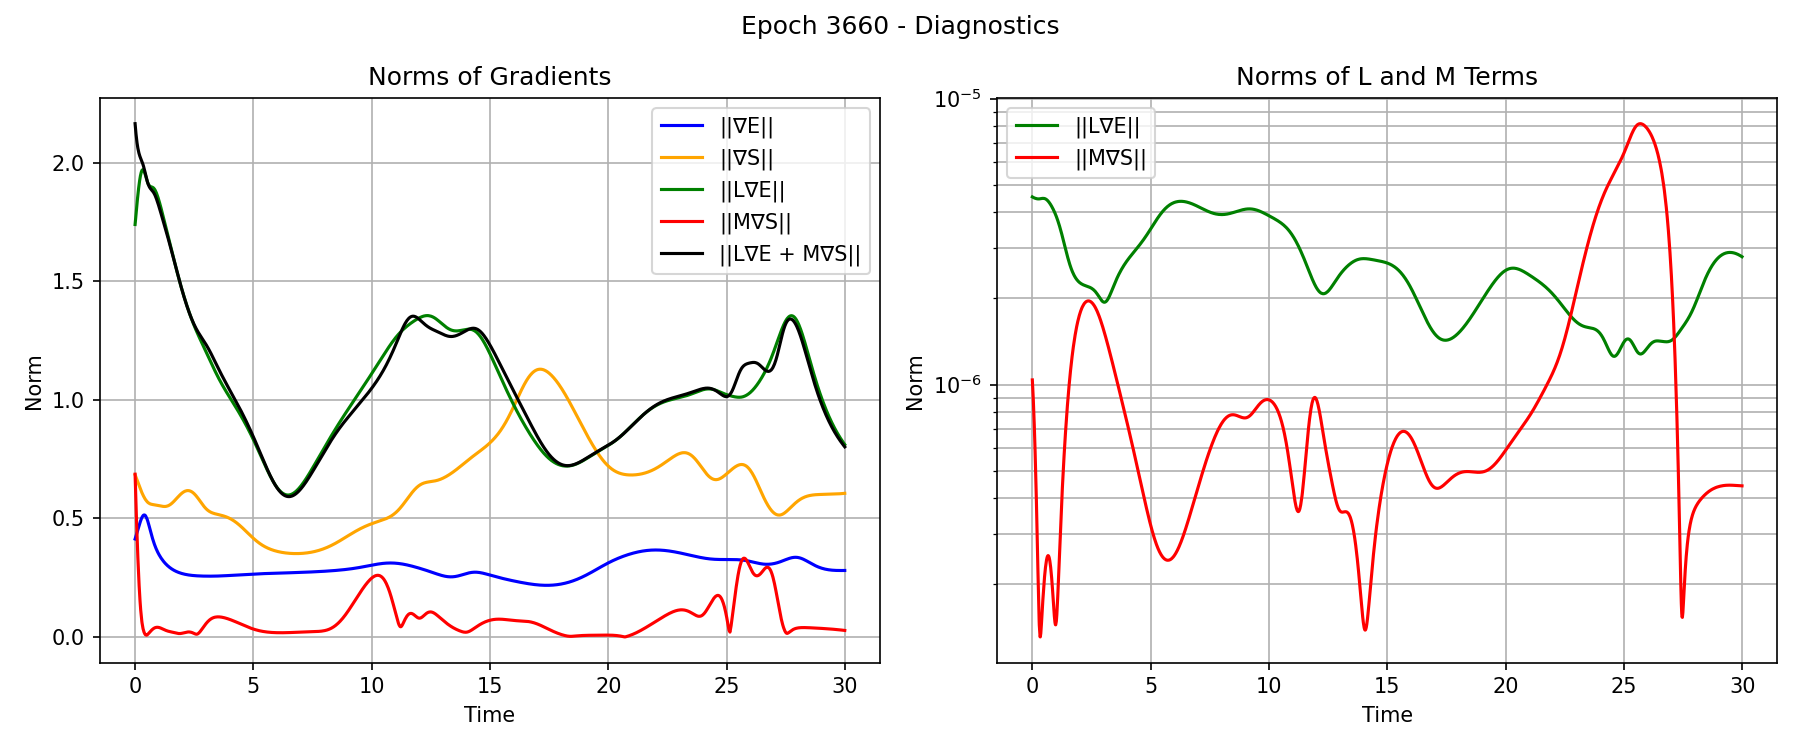 Epoch 3660 - Diagnostics
Norms of Gradients
Norm
2.0
1.5
1.0
0.5
0.0
||∇E||
||∇S||
||L∇E||
||M∇S||
||L∇E + M∇S||
0 5 10 15 20 25 30
Time
Norms of L and M Terms
Norm
10⁻⁵
10⁻⁶
||L∇E||
||M∇S||
0 5 10 15 20 25 30
Time